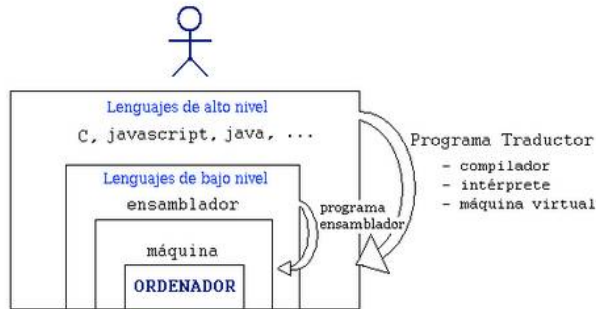 Lenguajes de alto nivel
C, javascript, java, ...
Lenguajes de bajo nivel
ensamblador
máquina
ORDENADOR
programa
ensamblador
Programa Traductor
- compilador
- intérprete
- máquina virtual